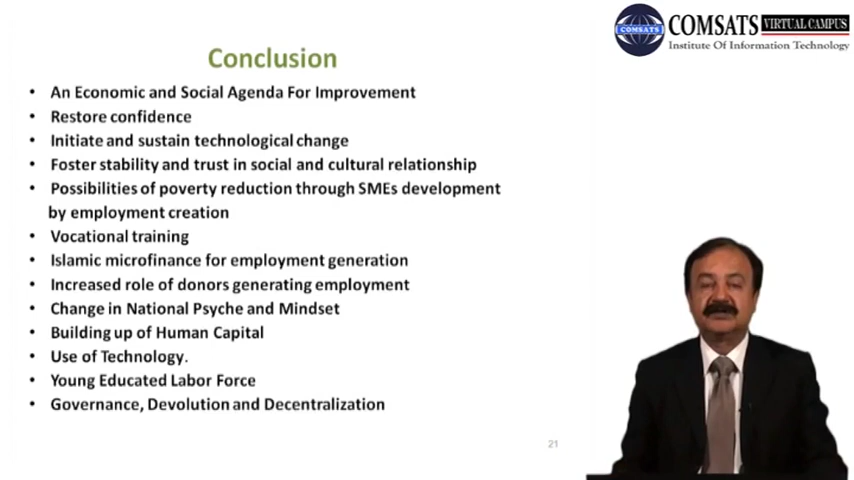 COMSATS
COMSATS VIRTUAL CAMPUS
Institute Of Information Technology
Conclusion
• An Economic and Social Agenda For Improvement
• Restore confidence
• Initiate and sustain technological change
• Foster stability and trust in social and cultural relationship
• Possibilities of poverty reduction through SMEs development
by employment creation
• Vocational training
• Islamic microfinance for employment generation
• Increased role of donors generating employment
• Change in National Psyche and Mindset
• Building up of Human Capital
• Use of Technology.
• Young Educated Labor Force
• Governance, Devolution and Decentralization
21